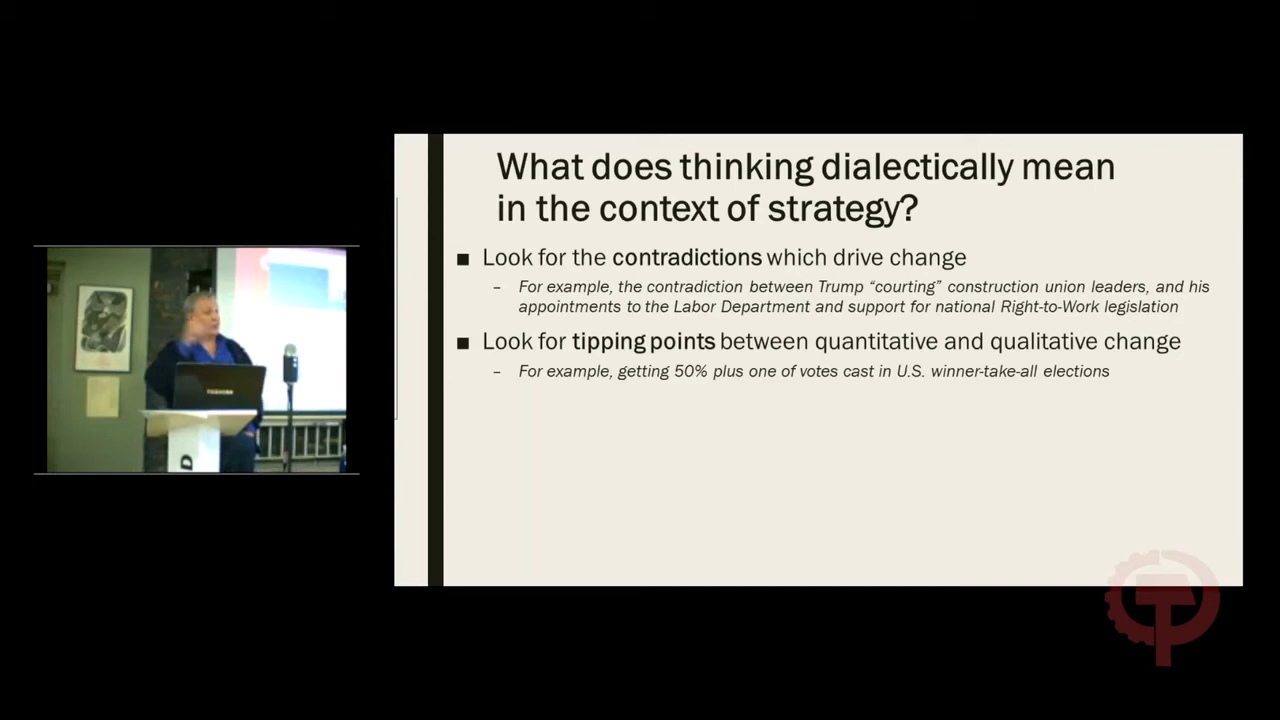 What does thinking dialectically mean
in the context of strategy?
■ Look for the contradictions which drive change
– For example, the contradiction between Trump “courting” construction union leaders, and his
appointments to the Labor Department and support for national Right-to-Work legislation
■ Look for tipping points between quantitative and qualitative change
– For example, getting 50% plus one of votes cast in U.S. winner-take-all elections
TOSHIBA
D